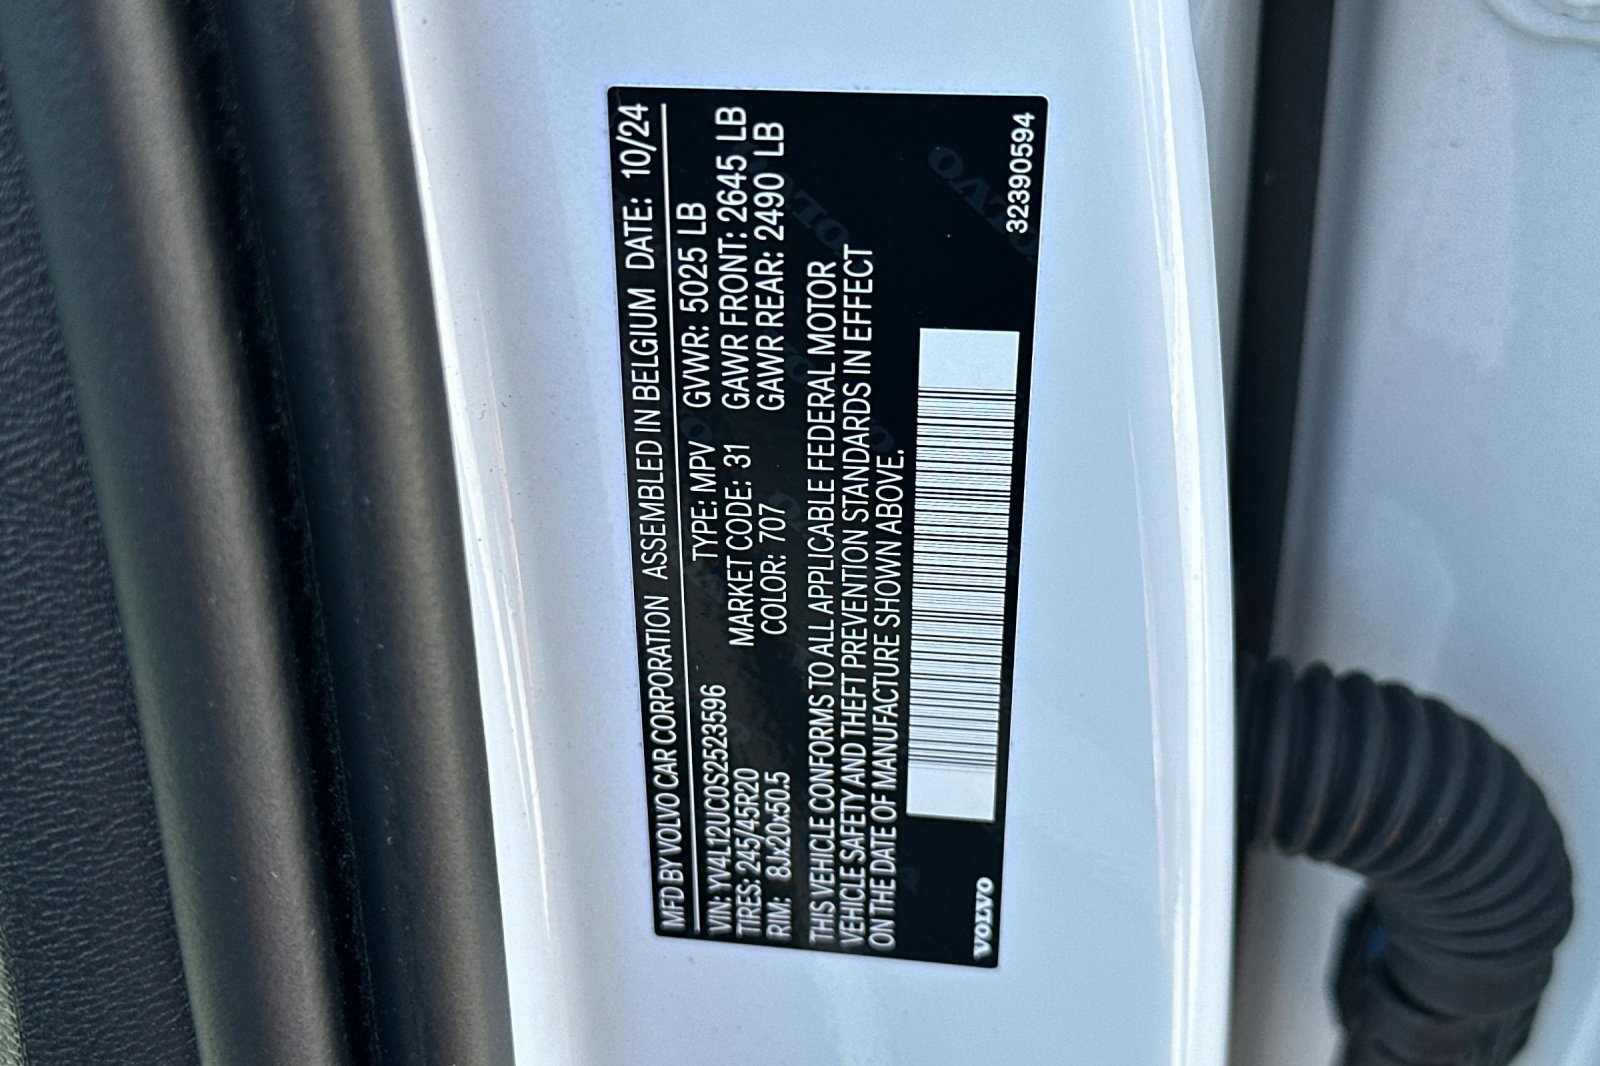 MFD BY VOLVO CAR CORPORATION ASSEMBLED IN BELGIUM DATE: 10/24
VIN: YV4L12UC0S2523596 TYPE: MPV GVWR: 5025 LB
TIRES: 245/45R20 MARKET CODE: 31 GAWR FRONT: 2645 LB
RIM: 8Jx20x50.5 COLOR: 707 GAWR REAR: 2490 LB
THIS VEHICLE CONFORMS TO ALL APPLICABLE FEDERAL MOTOR
VEHICLE SAFETY AND THEFT PREVENTION STANDARDS IN EFFECT
ON THE DATE OF MANUFACTURE SHOWN ABOVE.
VOLVO 32390594